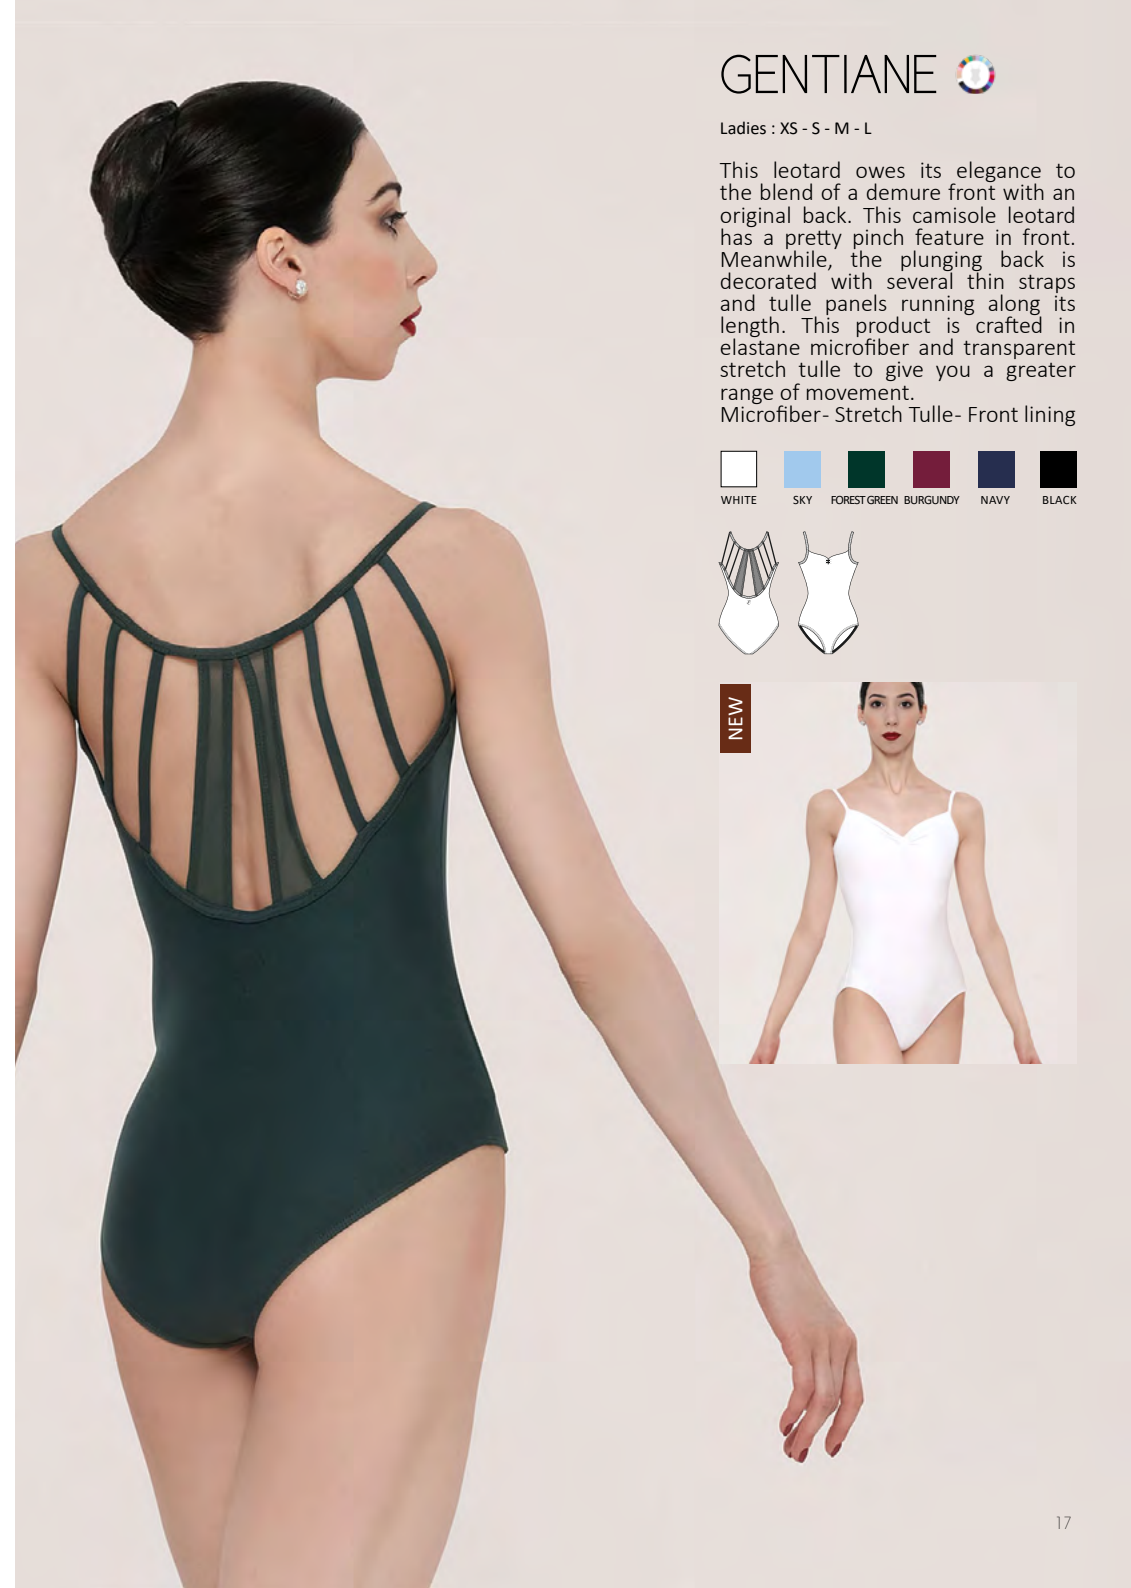 GENTIANE
Ladies : XS - S - M - L
This leotard owes its elegance to
the blend of a demure front with an
original back. This camisole leotard
has a pretty pinch feature in front.
Meanwhile, the plunging back is
decorated with several thin straps
and tulle panels running along its
length. This product is crafted in
elastane microfiber and transparent
stretch tulle to give you a greater
range of movement.
Microfiber- Stretch Tulle- Front lining
WHITE SKY FOREST GREEN BURGUNDY NAVY BLACK
NEW
17